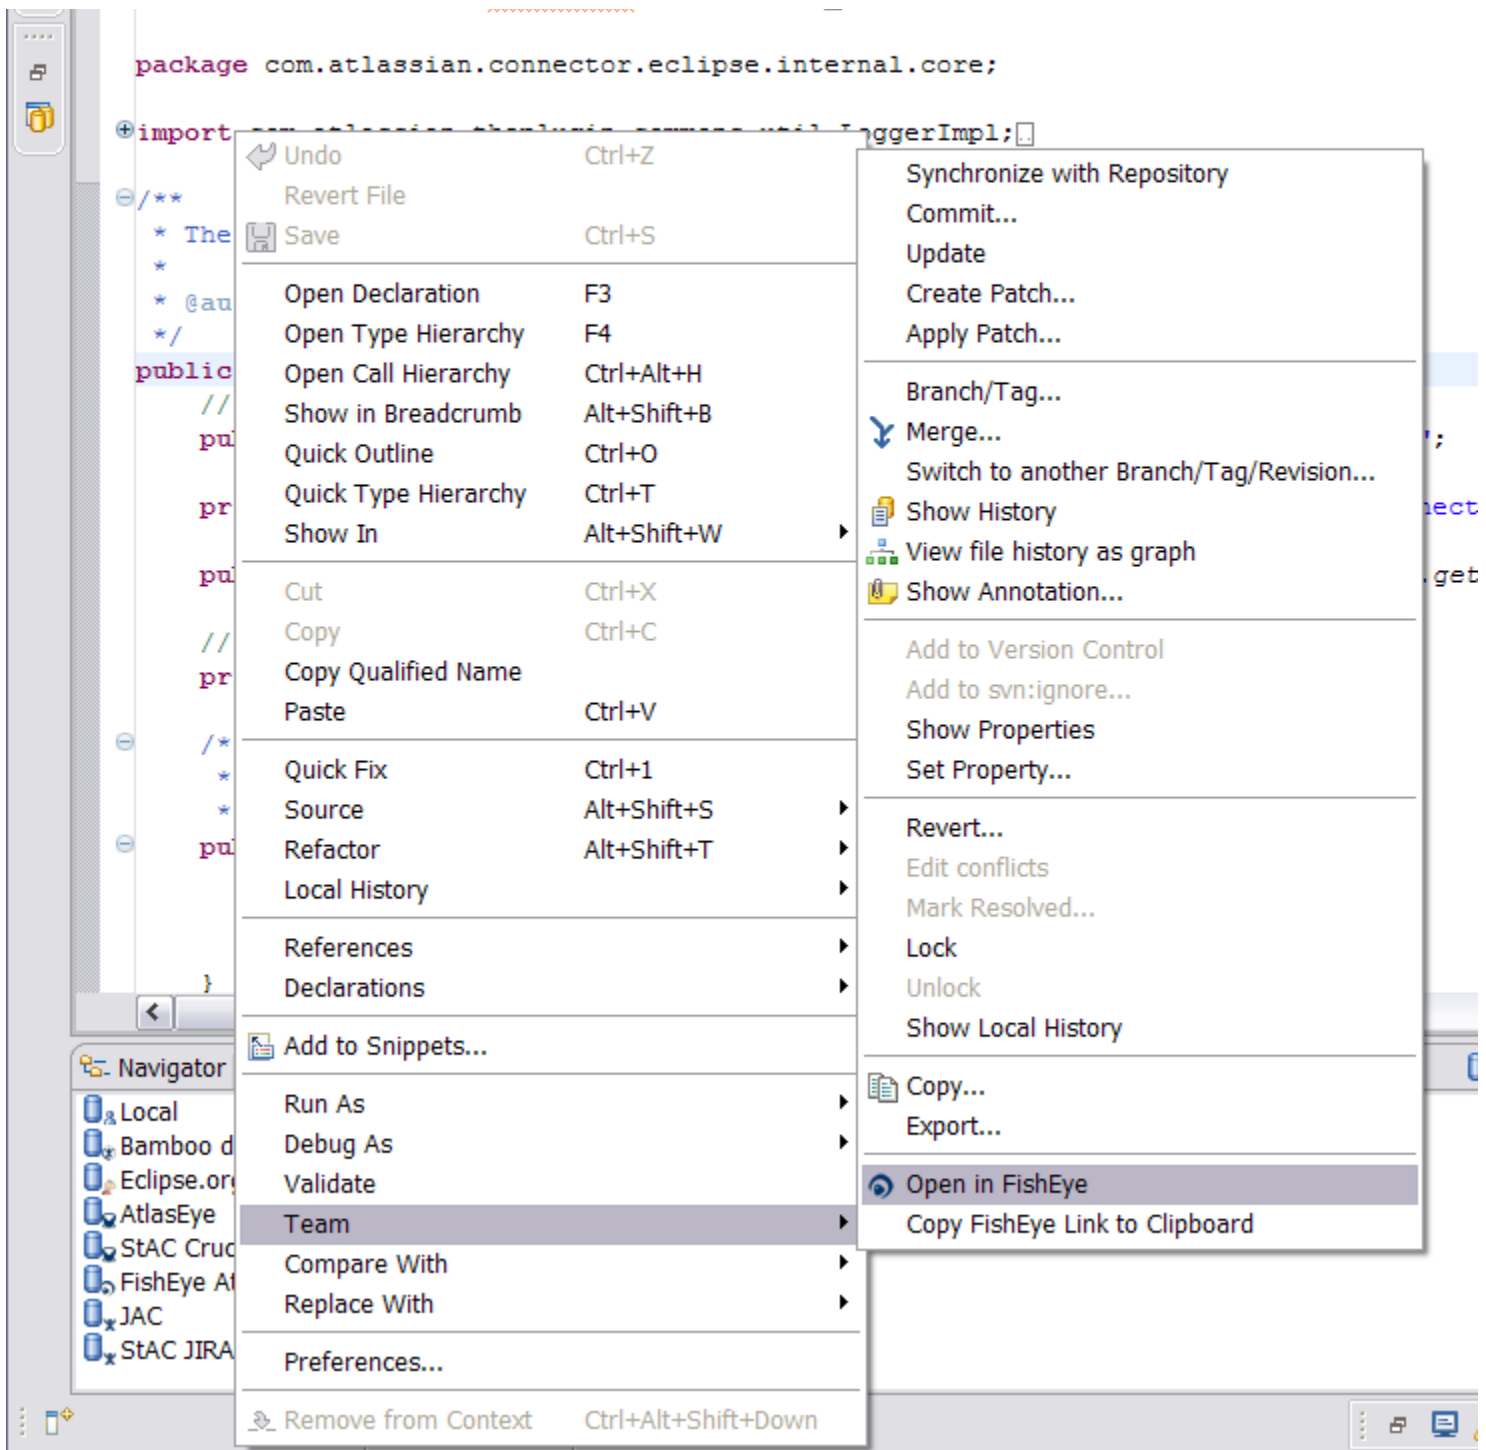 package com.atlassian.connector.eclipse.internal.core;
import LoggerImpl;
/**
* The
*
* @au
*/
public
//
pul
";
pr
nect
pul
.get
//
pr
/*
*
*
pul
}
Undo Ctrl+Z
Revert File
Save Ctrl+S
Open Declaration F3
Open Type Hierarchy F4
Open Call Hierarchy Ctrl+Alt+H
Show in Breadcrumb Alt+Shift+B
Quick Outline Ctrl+O
Quick Type Hierarchy Ctrl+T
Show In Alt+Shift+W
Cut Ctrl+X
Copy Ctrl+C
Copy Qualified Name
Paste Ctrl+V
Quick Fix Ctrl+1
Source Alt+Shift+S
Refactor Alt+Shift+T
Local History
References
Declarations
Add to Snippets...
Run As
Debug As
Validate
Team
Compare With
Replace With
Preferences...
Remove from Context Ctrl+Alt+Shift+Down
Synchronize with Repository
Commit...
Update
Create Patch...
Apply Patch...
Branch/Tag...
Merge...
Switch to another Branch/Tag/Revision...
Show History
View file history as graph
Show Annotation...
Add to Version Control
Add to svn:ignore...
Show Properties
Set Property...
Revert...
Edit conflicts
Mark Resolved...
Lock
Unlock
Show Local History
Copy...
Export...
Open in FishEye
Copy FishEye Link to Clipboard
Navigator
Local
Bamboo d
Eclipse.org
AtlasEye
StAC Cruc
FishEye At
JAC
StAC JIRA